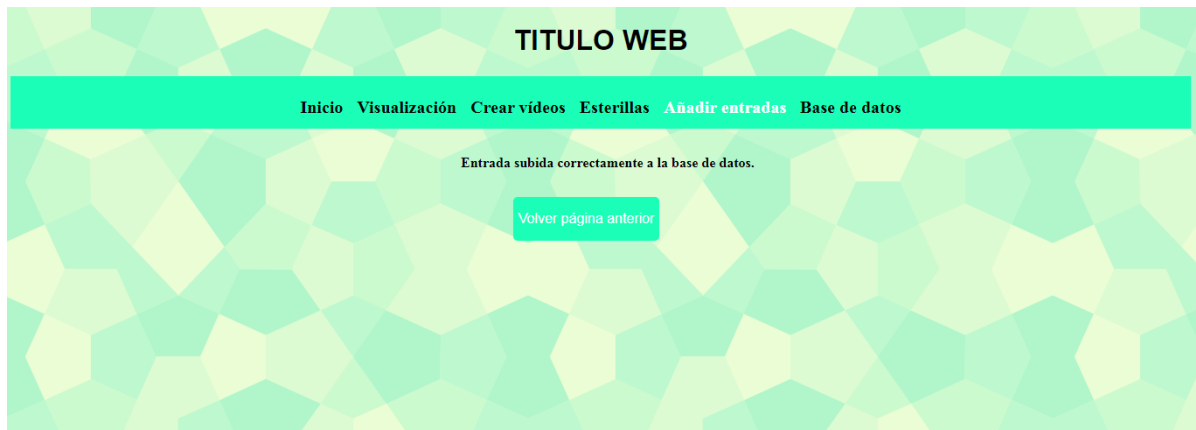 TITULO WEB
Inicio Visualización Crear vídeos Esterillas Añadir entradas Base de datos
Entrada subida correctamente a la base de datos.
Volver página anterior